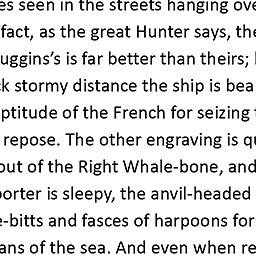 es seen in the streets hanging ov
fact, as the great Hunter says, the
uggins’s is far better than theirs;
k stormy distance the ship is bea
ptitude of the French for seizing
repose. The other engraving is q
out of the Right Whale-bone, and
porter is sleepy, the anvil-headed
e-bitts and fasces of harpoons for
ans of the sea. And even when re